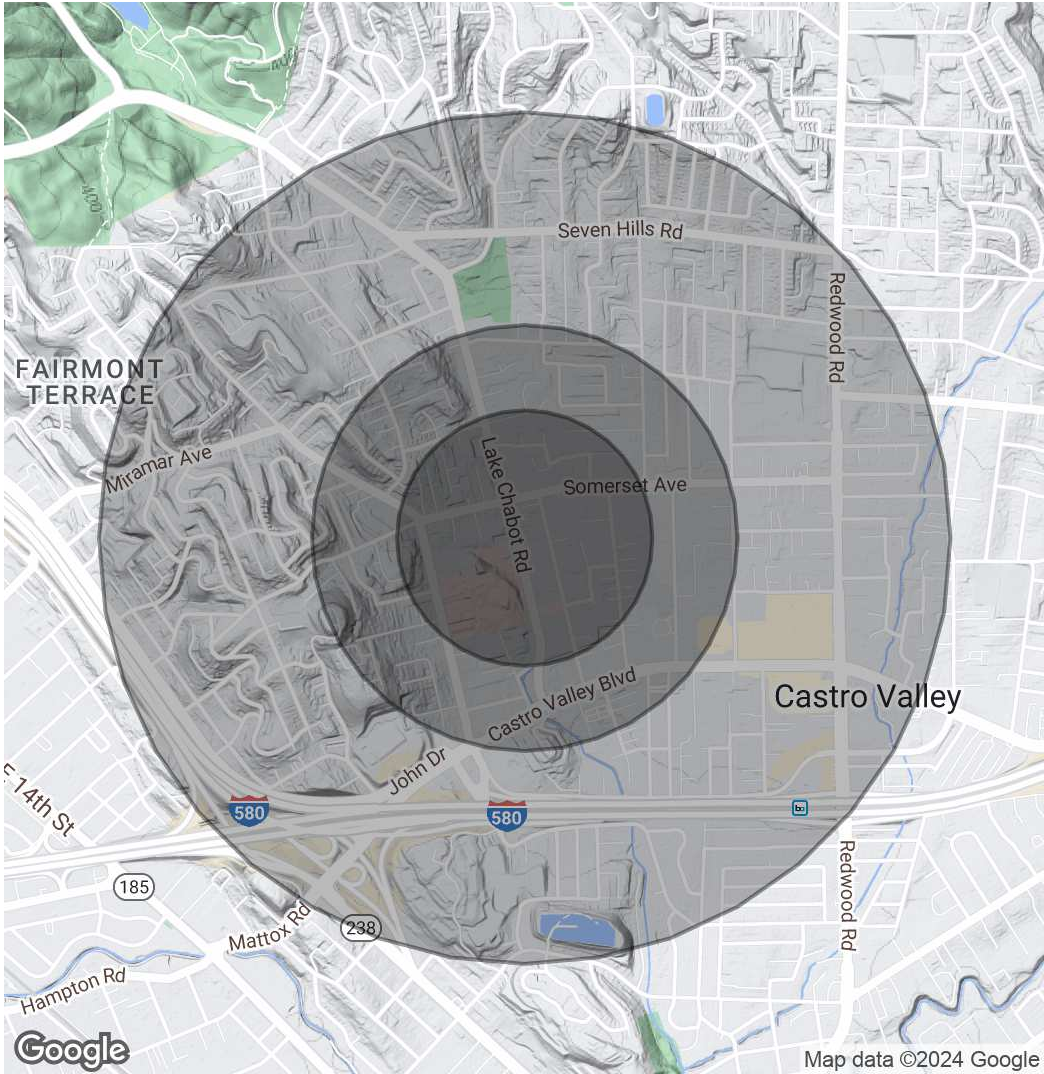 Seven Hills Rd
Redwood Rd
FAIRMONT
TERRACE
Miramar Ave
Lake Chabot Rd
Somerset Ave
Castro Valley Blvd
Castro Valley
John Dr
E 14th St
580
580
185
238
Mattox Rd
Redwood Rd
Hampton Rd
Google
Map data ©2024 Google